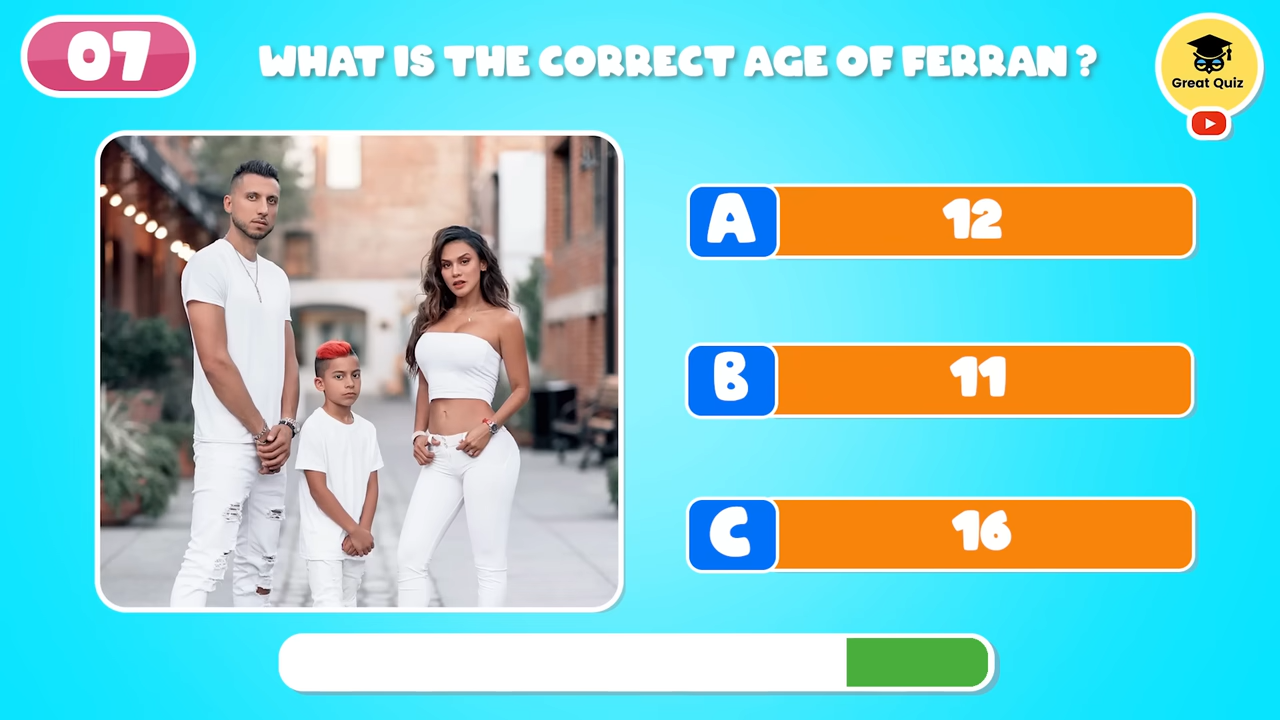 07
WHAT IS THE CORRECT AGE OF FERRAN ?
Great Quiz
A 12
B 11
C 16